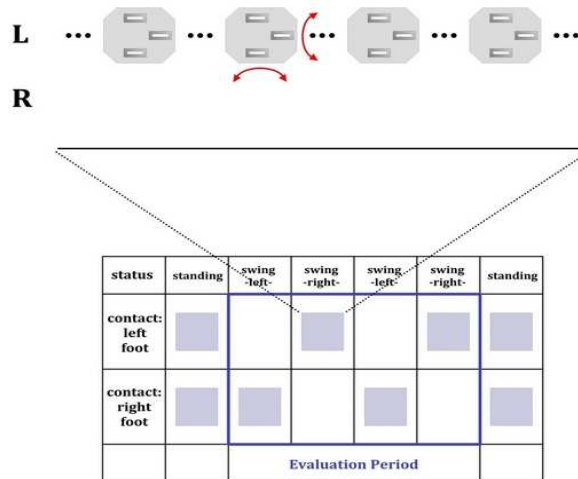 L
R
status standing swing -left- swing -right- swing -left- swing -right- standing
contact: left foot
contact: right foot
Evaluation Period